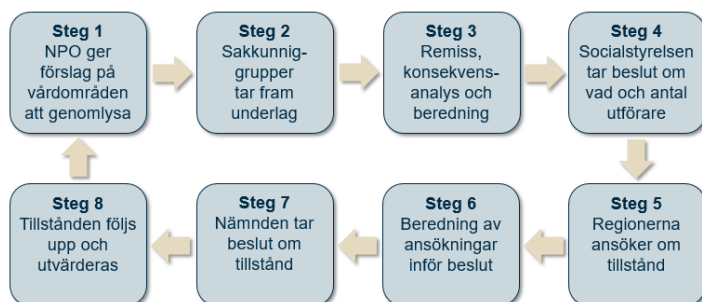 Steg 1
NPO ger
förslag på
vårdområden
att genomlysa
Steg 2
Sakkunnig-
grupper
tar fram
underlag
Steg 3
Remiss,
konsekvens-
analys och
beredning
Steg 4
Socialstyrelsen
tar beslut om
vad och antal
utförare
Steg 5
Regionerna
ansöker om
tillstånd
Steg 6
Beredning av
ansökningar
inför beslut
Steg 7
Nämnden tar
beslut om
tillstånd
Steg 8
Tillstånden följs
upp och
utvärderas